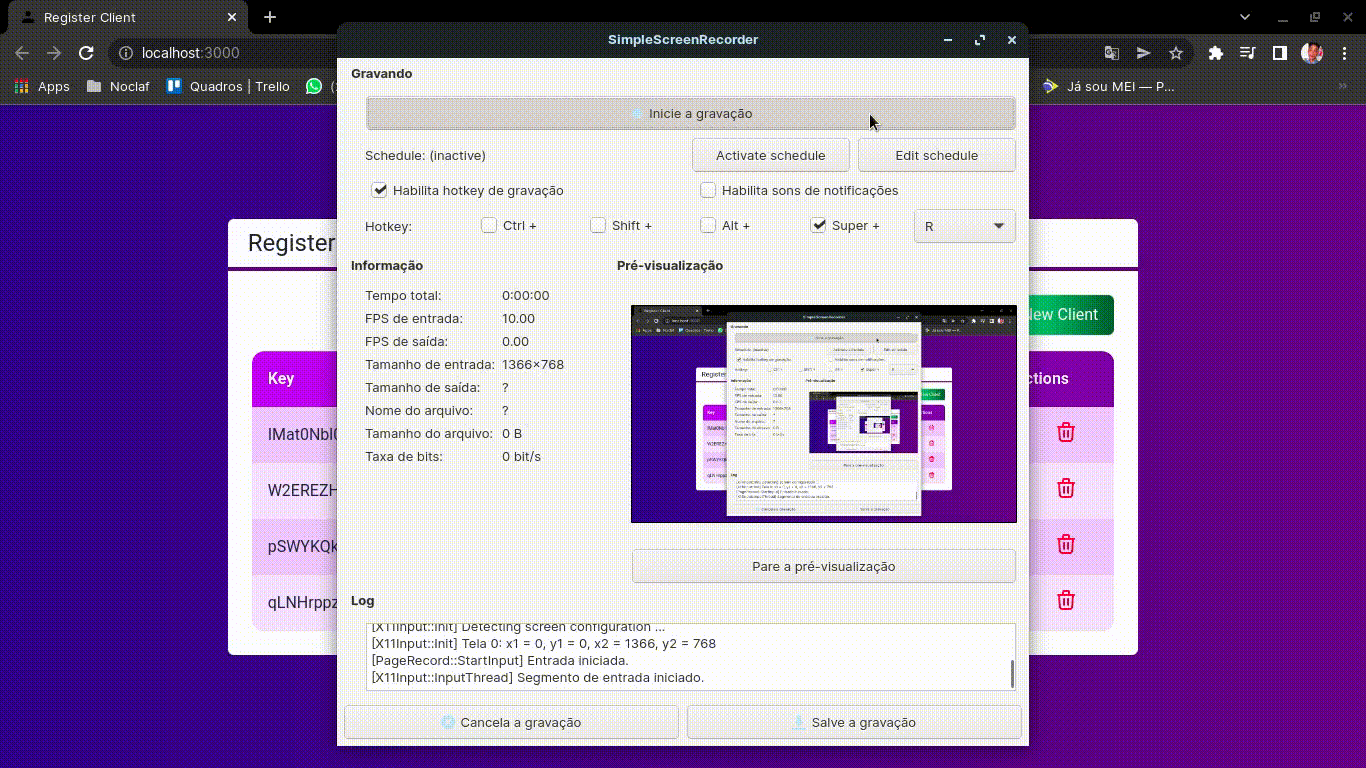 Register Client
SimpleScreenRecorder
localhost:3000
Apps
Noclaf
Quadros | Trello
Já sou MEI — P...
Gravando
Inicie a gravação
Schedule: (inactive)
Activate schedule
Edit schedule
Habilita hotkey de gravação
Habilita sons de notificações
Hotkey:
Ctrl +
Shift +
Alt +
Super +
R
Register
Informação
Pré-visualização
Tempo total: 0:00:00
FPS de entrada: 10.00
FPS de saída: 0.00
Tamanho de entrada: 1366×768
Tamanho de saída: ?
Nome do arquivo: ?
Tamanho do arquivo: 0 B
Taxa de bits: 0 bit/s
New Client
Key
ctions
lMat0Nbl0
W2EREZH
pSWYKQk
qLNHrppz
Pare a pré-visualização
Log
[X11Input::Init] Detecting screen configuration ...
[X11Input::Init] Tela 0: x1 = 0, y1 = 0, x2 = 1366, y2 = 768
[PageRecord::StartInput] Entrada iniciada.
[X11Input::InputThread] Segmento de entrada iniciado.
Cancela a gravação
Salve a gravação